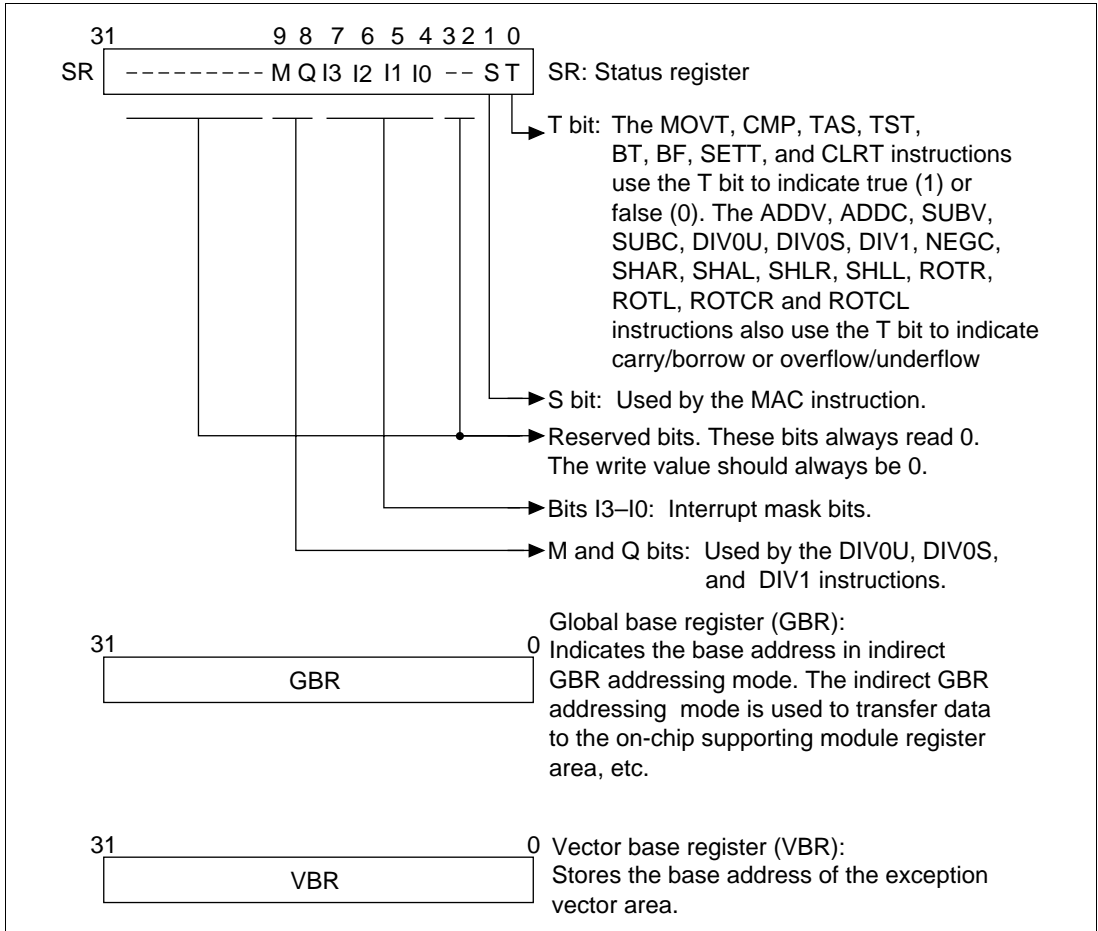 31 9 8 7 6 5 4 3 2 1 0
SR - - - - - - - - - - M Q I3 I2 I1 I0 - - S T SR: Status register
T bit: The MOVT, CMP, TAS, TST,
BT, BF, SETT, and CLRT instructions
use the T bit to indicate true (1) or
false (0). The ADDV, ADDC, SUBV,
SUBC, DIV0U, DIV0S, DIV1, NEGC,
SHAR, SHAL, SHLR, SHLL, ROTR,
ROTL, ROTCR and ROTCL
instructions also use the T bit to indicate
carry/borrow or overflow/underflow
S bit: Used by the MAC instruction.
Reserved bits. These bits always read 0.
The write value should always be 0.
Bits I3–I0: Interrupt mask bits.
M and Q bits: Used by the DIV0U, DIV0S,
and DIV1 instructions.
Global base register (GBR):
31 0 Indicates the base address in indirect
GBR GBR addressing mode. The indirect GBR
addressing mode is used to transfer data
to the on-chip supporting module register
area, etc.
31 0 Vector base register (VBR):
VBR Stores the base address of the exception
vector area.